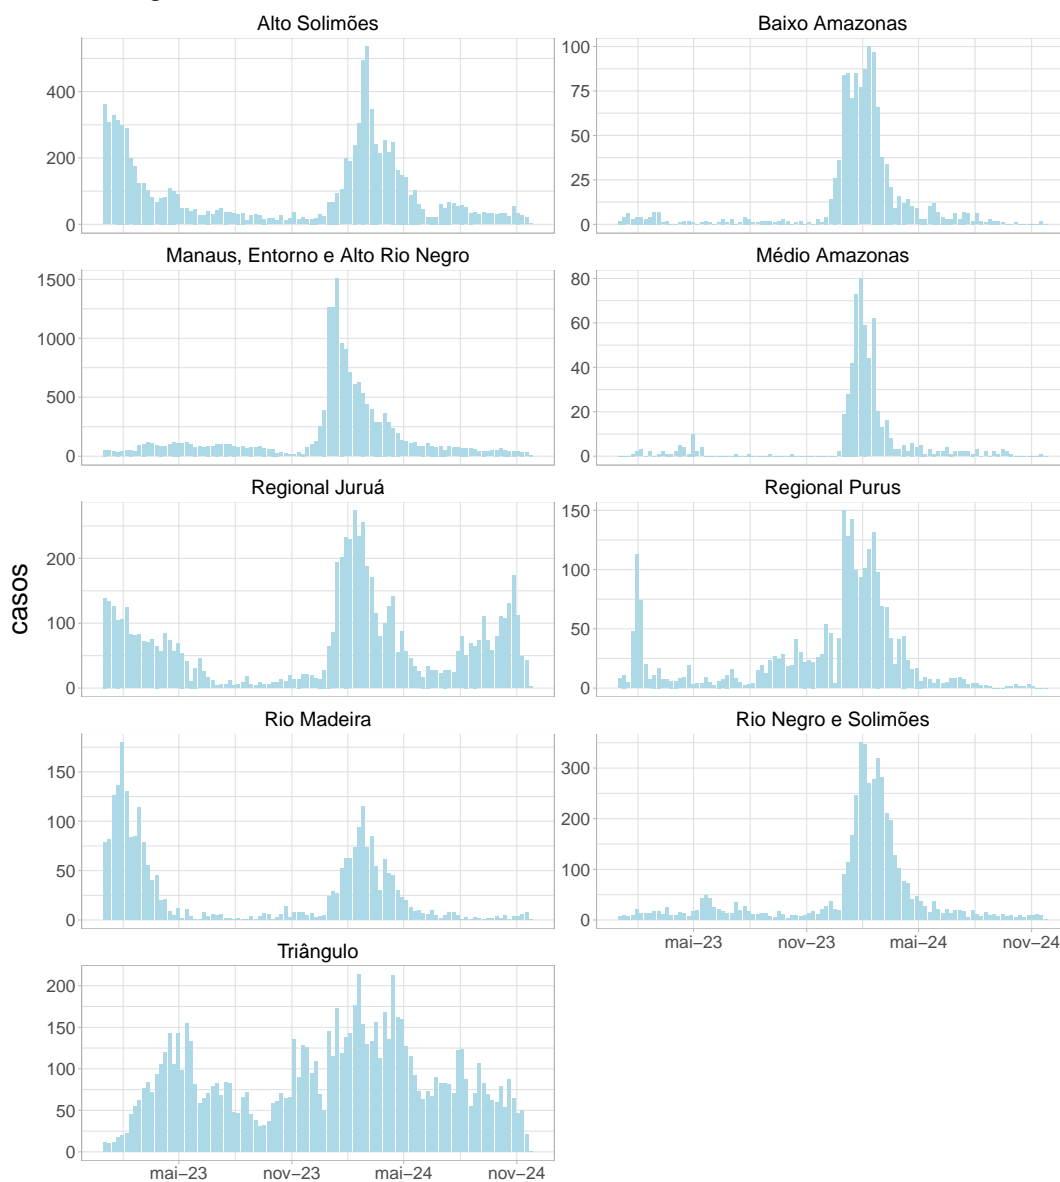 Alto Solimões
Baixo Amazonas
400
200
0
100
75
50
25
0
Manaus, Entorno e Alto Rio Negro
Médio Amazonas
1500
1000
500
0
80
60
40
20
0
Regional Juruá
Regional Purus
200
100
0
150
100
50
0
casos
Rio Madeira
Rio Negro e Solimões
150
100
50
0
300
200
100
0
mai–23
nov–23
mai–24
nov–24
Triângulo
200
150
100
50
0
mai–23
nov–23
mai–24
nov–24